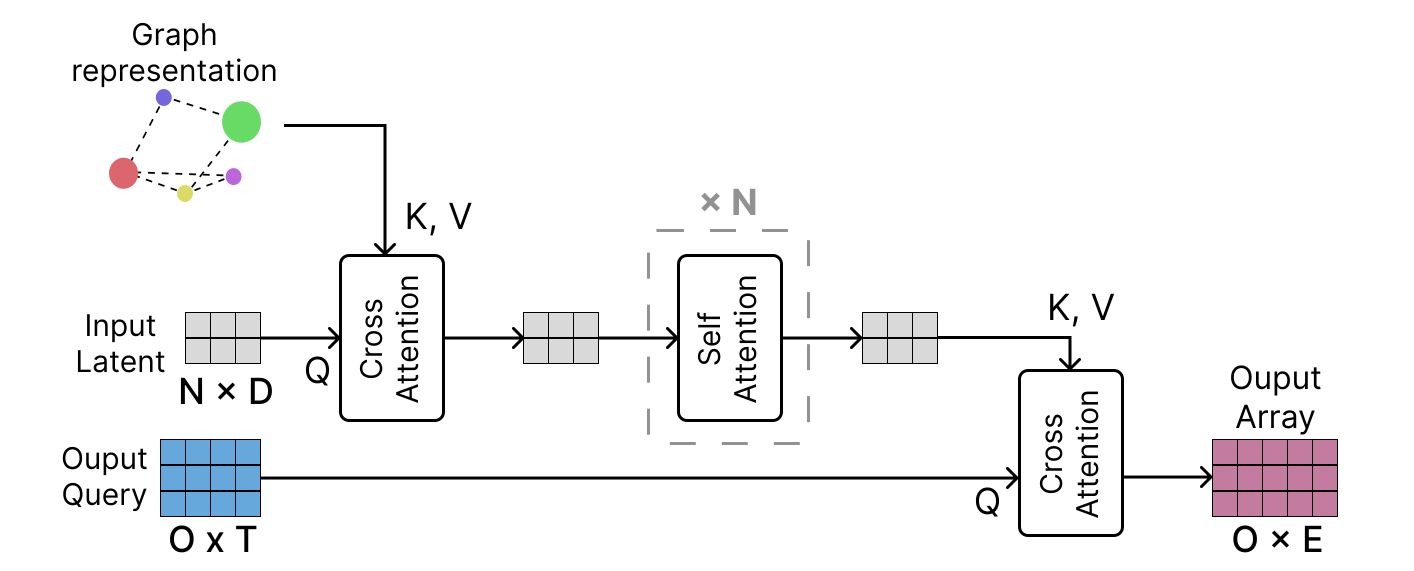 Graph
representation
K, V
× N
Input
Latent
N × D
Q
Cross
Attention
Self
Attention
K, V
Ouput
Query
O x T
Q
Cross
Attention
Ouput
Array
O × E